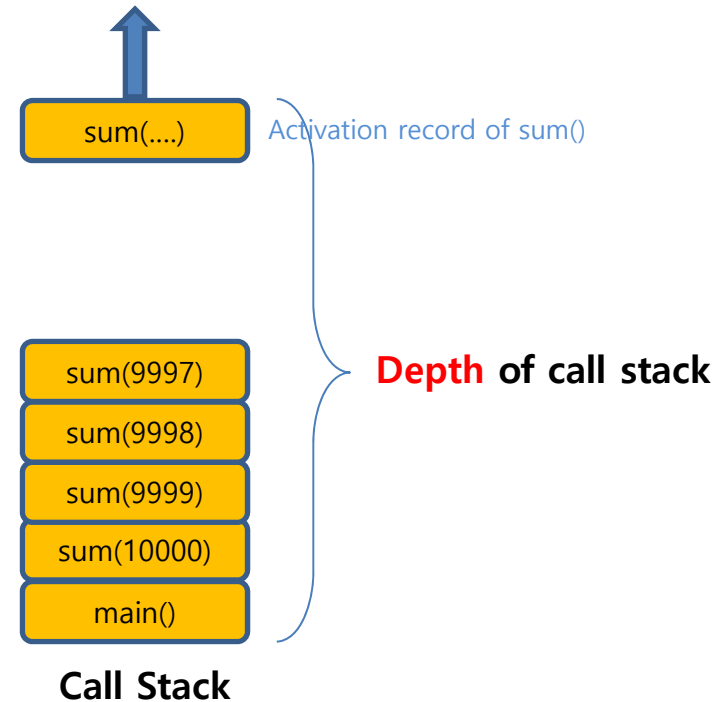 sum(....)
Activation record of sum()
sum(9997)
Depth of call stack
sum(9998)
sum(9999)
sum(10000)
main()
Call Stack